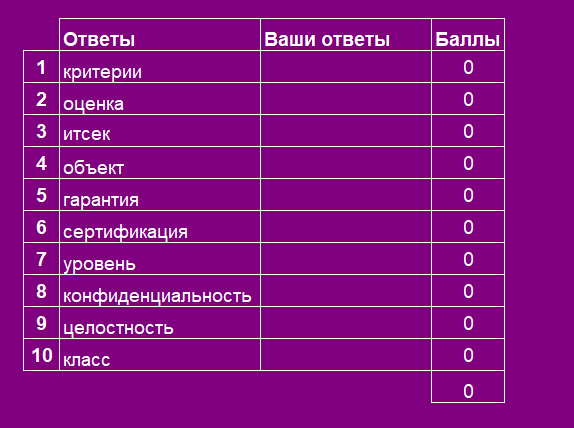 Ответы Ваши ответы Баллы
1 критерии 0
2 оценка 0
3 итсек 0
4 объект 0
5 гарантия 0
6 сертификация 0
7 уровень 0
8 конфиденциальность 0
9 целостность 0
10 класс 0
0